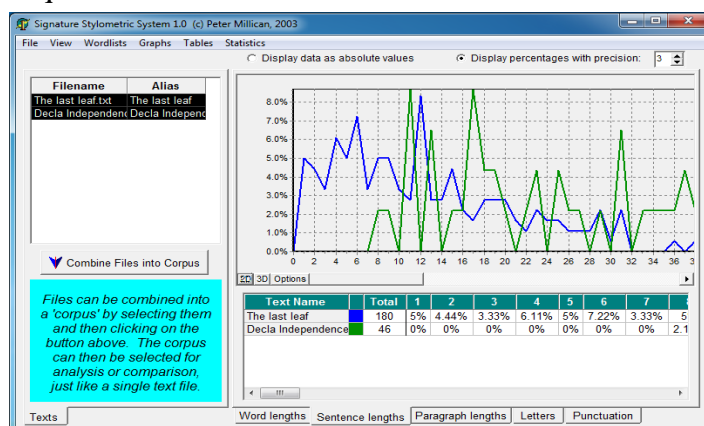 Signature Stylometric System 1.0 (c) Peter Millican, 2003
File View Wordlists Graphs Tables Statistics
Display data as absolute values Display percentages with precision: 3
Filename Alias
The last leaf.txt The last leaf
Decla Independenc Decla Independ
Combine Files into Corpus
Files can be combined into
a 'corpus' by selecting them
and then clicking on the
button above. The corpus
can then be selected for
analysis or comparison,
just like a single text file.
Texts
8.0%
7.0%
6.0%
5.0%
4.0%
3.0%
2.0%
1.0%
0.0%
0 2 4 6 8 10 12 14 16 18 20 22 24 26 28 30 32 34 36 3
2D 3D Options
Text Name Total 1 2 3 4 5 6 7
The last leaf 180 5% 4.44% 3.33% 6.11% 5% 7.22% 3.33% 5
Decla Independence 46 0% 0% 0% 0% 0% 0% 0% 2.1
Word lengths Sentence lengths Paragraph lengths Letters Punctuation